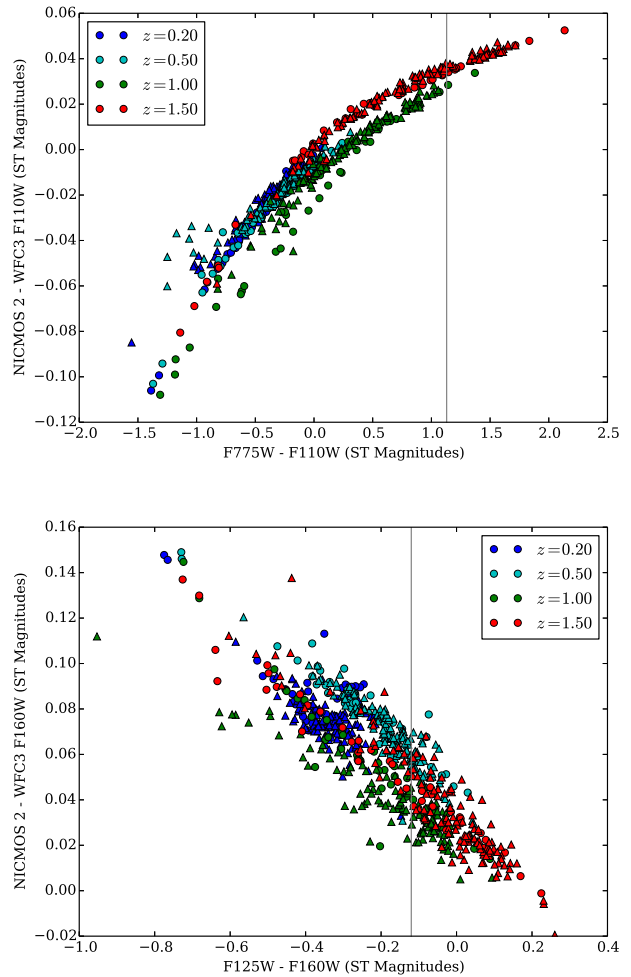 0.06
0.04
0.02
0.00
−0.02
−0.04
−0.06
−0.08
−0.10
−0.12
NICMOS 2 - WFC3 F110W (ST Magnitudes)
z=0.20
z=0.50
z=1.00
z=1.50
−2.0 −1.5 −1.0 −0.5 0.0 0.5 1.0 1.5 2.0 2.5
F775W - F110W (ST Magnitudes)
0.16
0.14
0.12
0.10
0.08
0.06
0.04
0.02
0.00
−0.02
NICMOS 2 - WFC3 F160W (ST Magnitudes)
z=0.20
z=0.50
z=1.00
z=1.50
−1.0 −0.8 −0.6 −0.4 −0.2 0.0 0.2 0.4
F125W - F160W (ST Magnitudes)